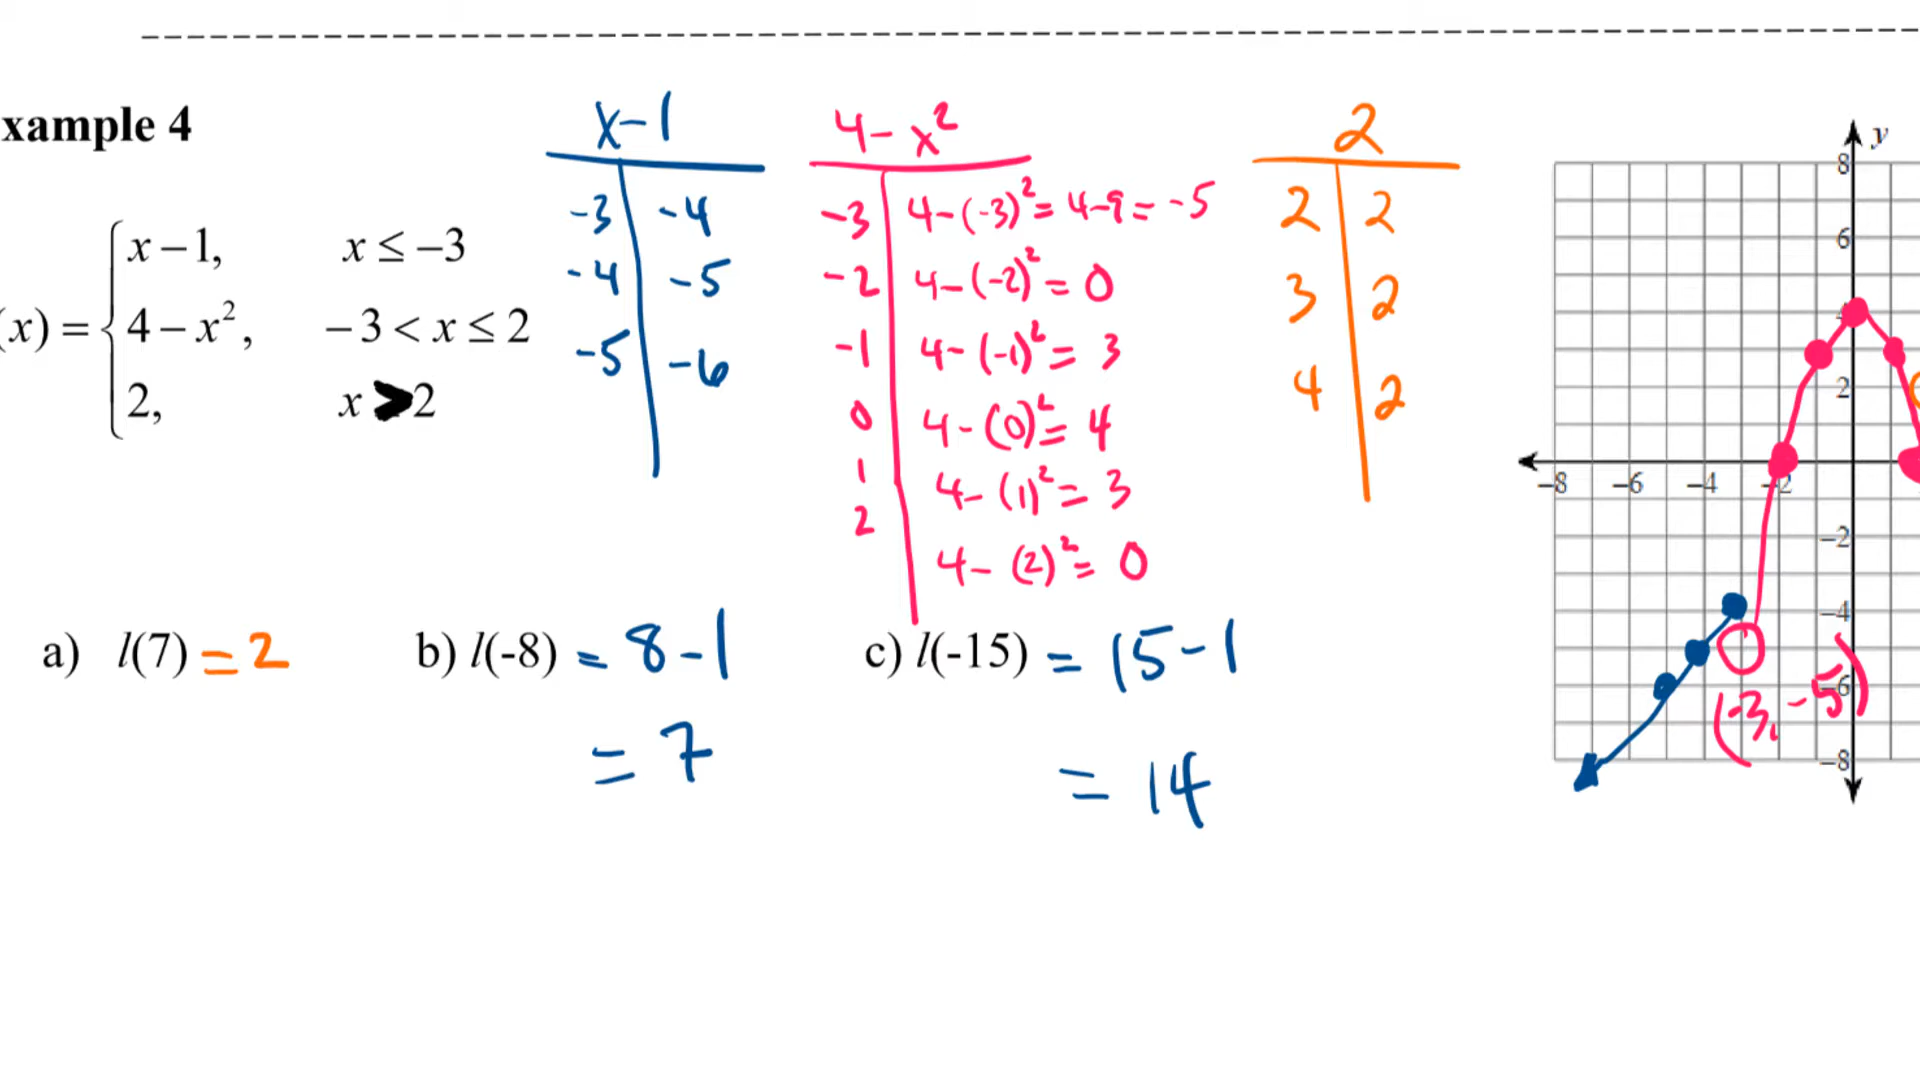 xample 4
(x) = { x − 1, x ≤ −3
4 − x², −3 < x ≤ 2
2, x > 2
x-1
-3 -4
-4 -5
-5 -6
4-x²
-3 4-(-3)²= 4-9= -5
-2 4-(-2)² = 0
-1 4-(-1)² = 3
0 4-(0)² = 4
1 4-(1)² = 3
2 4-(2)² = 0
2
2 2
3 2
4 2
y
8
6
4
2
−8 −6 −4 −2
−2
−4
−6
−8
(-3, -5)
a) l(7) = 2
b) l(-8) = 8-1
= 7
c) l(-15) = 15-1
= 14